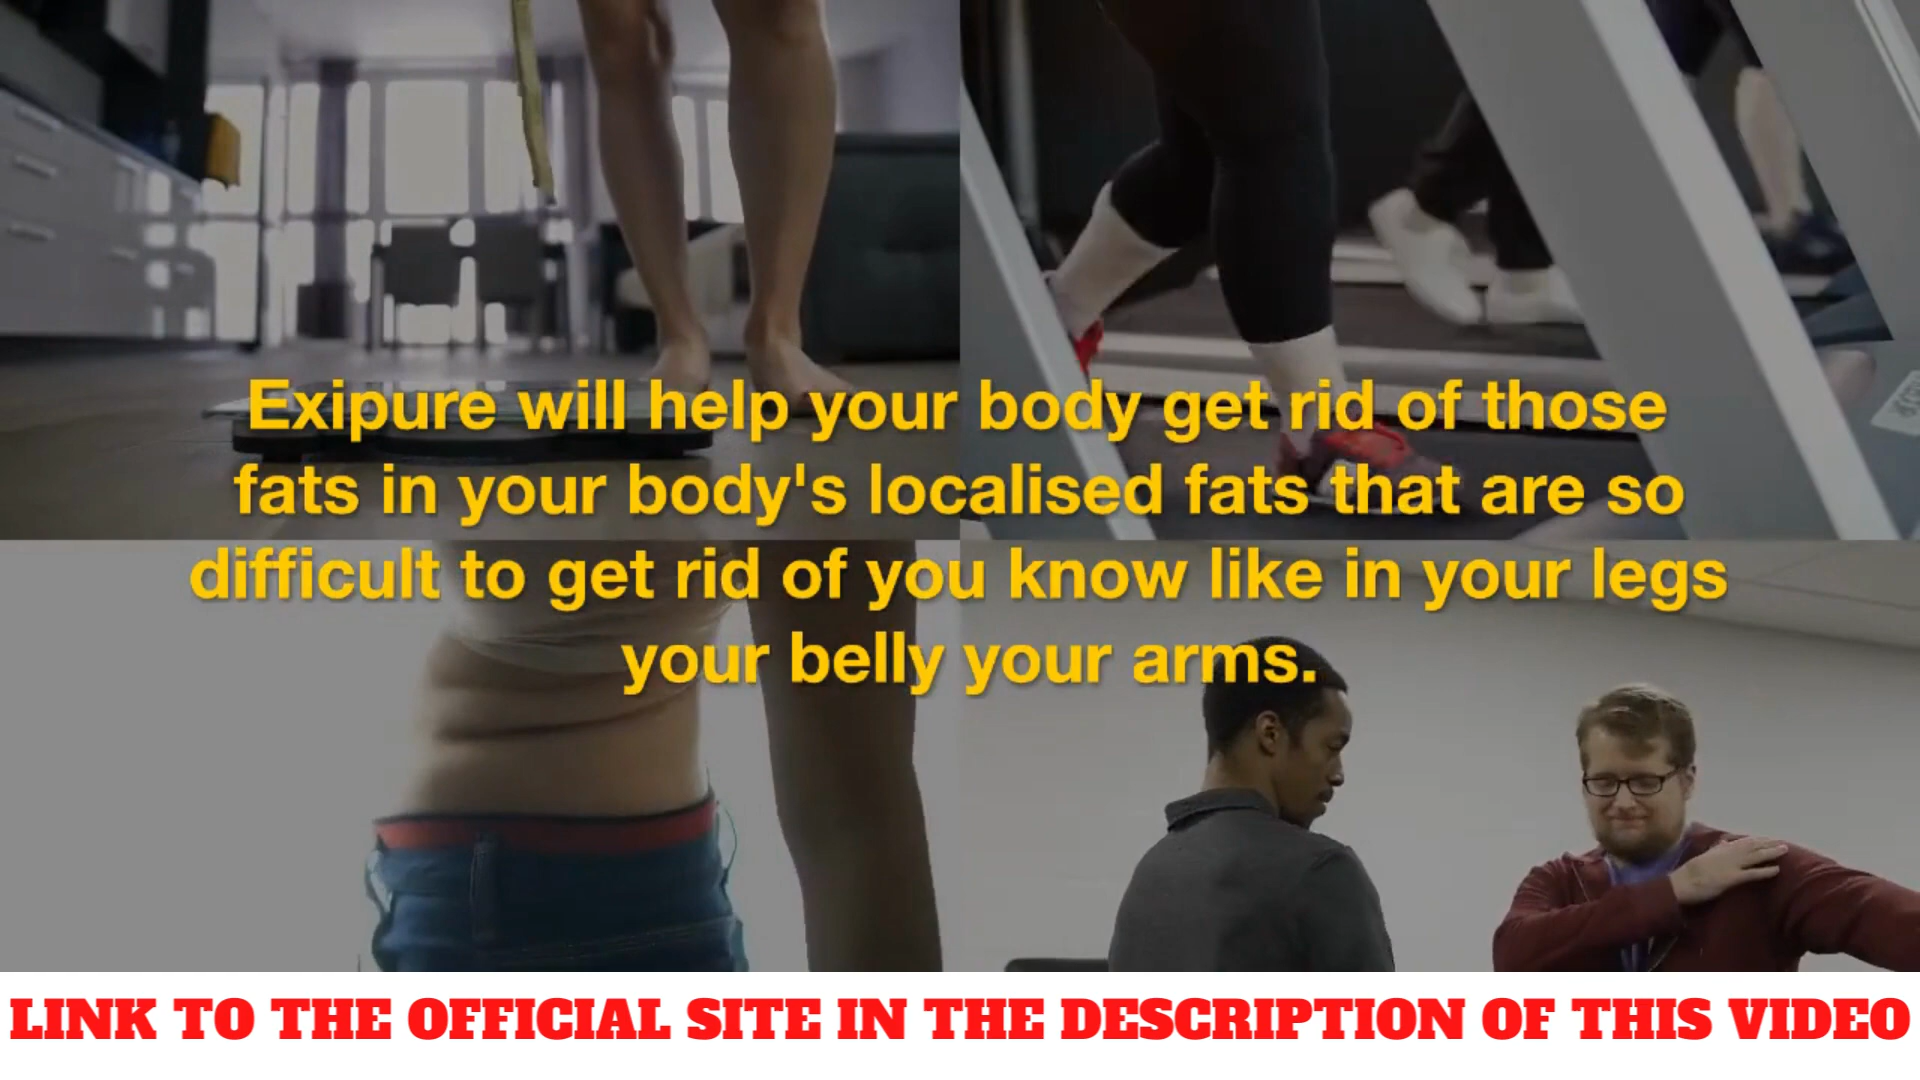 Exipure will help your body get rid of those
fats in your body's localised fats that are so
difficult to get rid of you know like in your legs
your belly your arms.
LINK TO THE OFFICIAL SITE IN THE DESCRIPTION OF THIS VIDEO